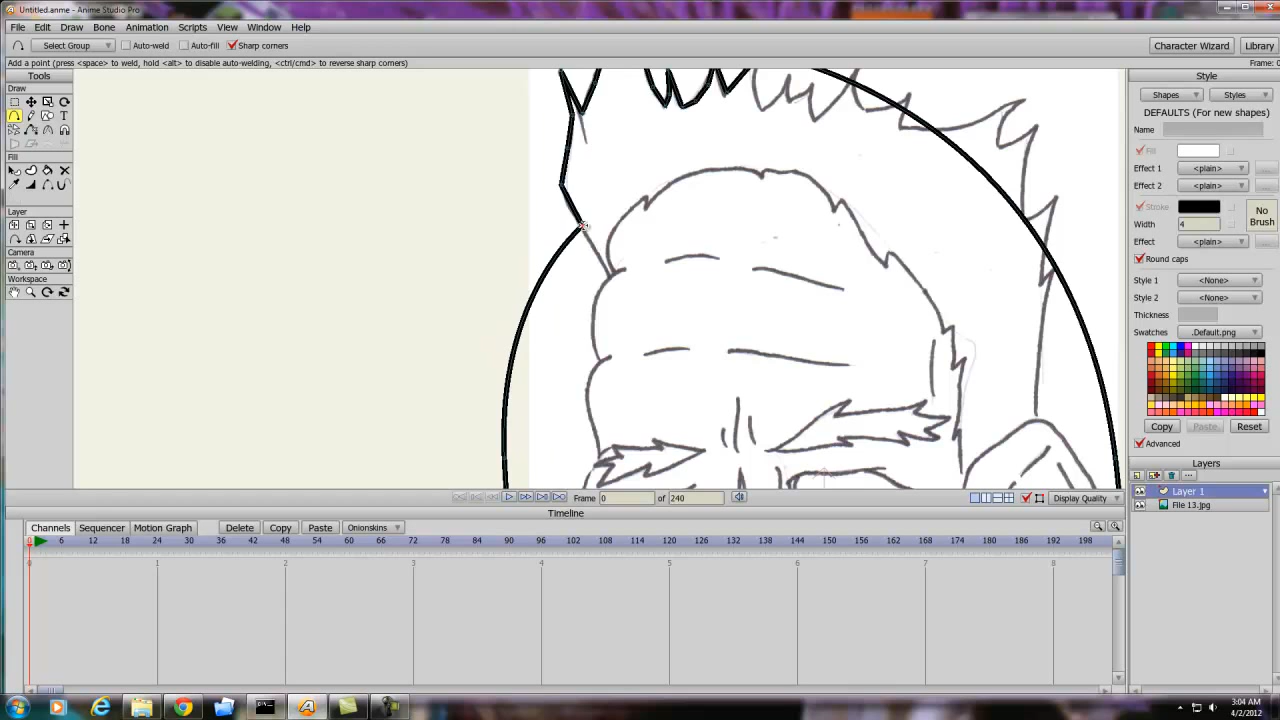 Untitled.anme - Anime Studio Pro
File Edit Draw Bone Animation Scripts View Window Help
Select Group Auto-weld Auto-fill Sharp corners Character Wizard Library
Add a point (press <space> to weld, hold <alt> to disable auto-welding, <ctrl/cmd> to reverse sharp corners) Frame: 0
Tools
Draw
Fill
Layer
Camera
Workspace
Style
Shapes Styles
DEFAULTS (For new shapes)
Name
Fill
Effect 1 <plain>
Effect 2 <plain>
Stroke
Width 4
No Brush
Effect <plain>
Round caps
Style 1 <None>
Style 2 <None>
Thickness
Swatches .Default.png
Copy Paste Reset
Advanced
Layers
Layer 1
File 13.jpg
Frame 0 of 240 Display Quality
Timeline
Channels Sequencer Motion Graph Delete Copy Paste Onionskins
0 6 12 18 24 30 36 42 48 54 60 66 72 78 84 90 96 102 108 114 120 126 132 138 144 150 156 162 168 174 180 186 192 198
0 1 2 3 4 5 6 7 8
3:04 AM
4/2/2012